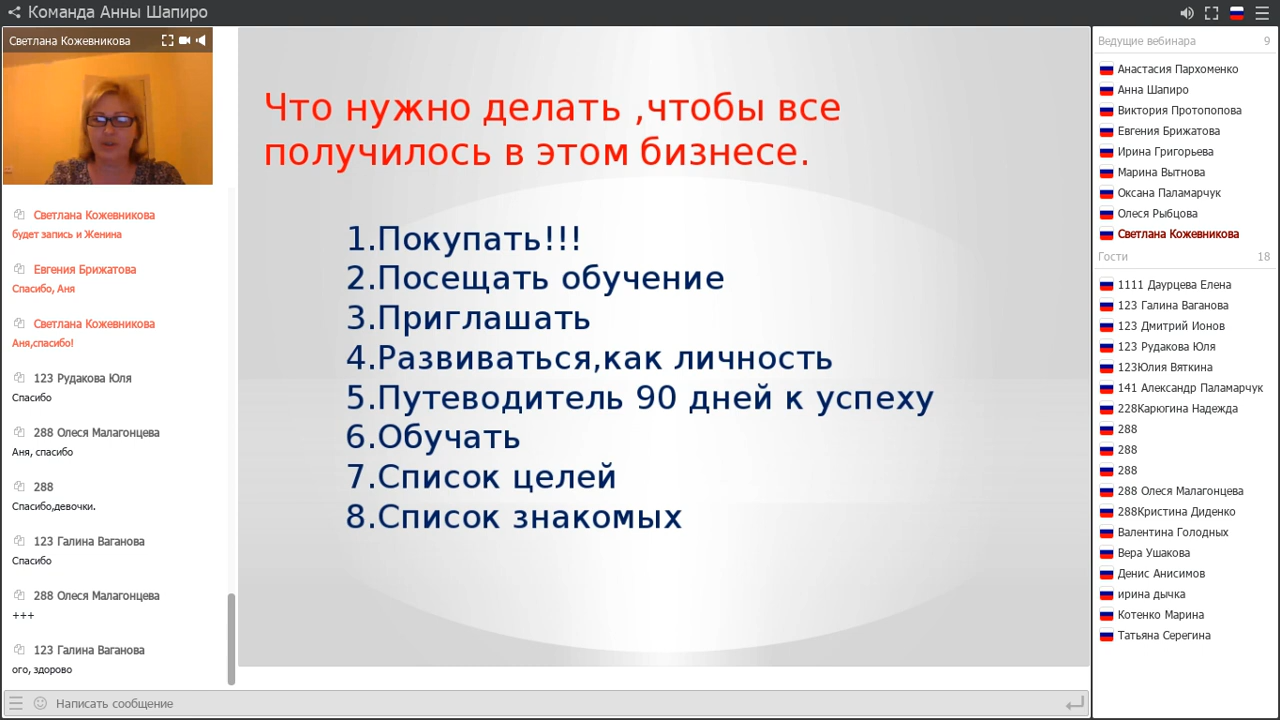 Команда Анны Шапиро
Светлана Кожевникова
Светлана Кожевникова
будет запись и Женина
Евгения Брижатова
Спасибо, Аня
Светлана Кожевникова
Аня,спасибо!
123 Рудакова Юля
Спасибо
288 Олеся Малагонцева
Аня, спасибо
288
Спасибо,девочки.
123 Галина Ваганова
Спасибо
288 Олеся Малагонцева
+++
123 Галина Ваганова
ого, здорово
Написать сообщение
Что нужно делать ,чтобы все
получилось в этом бизнесе.
1.Покупать!!!
2.Посещать обучение
3.Приглашать
4.Развиваться,как личность
5.Путеводитель 90 дней к успеху
6.Обучать
7.Список целей
8.Список знакомых
Ведущие вебинара 9
Анастасия Пархоменко
Анна Шапиро
Виктория Протопопова
Евгения Брижатова
Ирина Григорьева
Марина Вытнова
Оксана Паламарчук
Олеся Рыбцова
Светлана Кожевникова
Гости 18
1111 Даурцева Елена
123 Галина Ваганова
123 Дмитрий Ионов
123 Рудакова Юля
123Юлия Вяткина
141 Александр Паламарчук
228Карюгина Надежда
288
288
288
288 Олеся Малагонцева
288Кристина Диденко
Валентина Голодных
Вера Ушакова
Денис Анисимов
ирина дычка
Котенко Марина
Татьяна Серегина